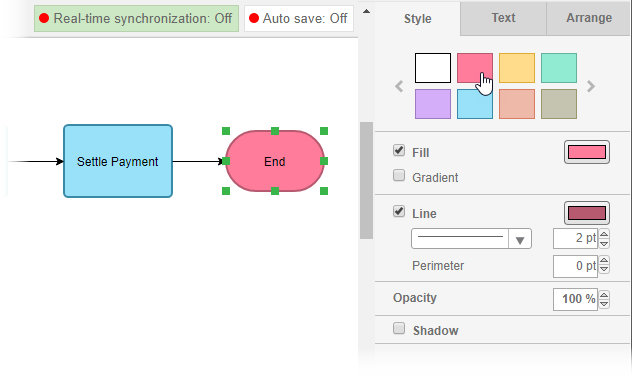 Real-time synchronization: Off
Auto save: Off
Style
Text
Arrange
Settle Payment
End
Fill
Gradient
Line
2 pt
Perimeter
0 pt
Opacity
100 %
Shadow